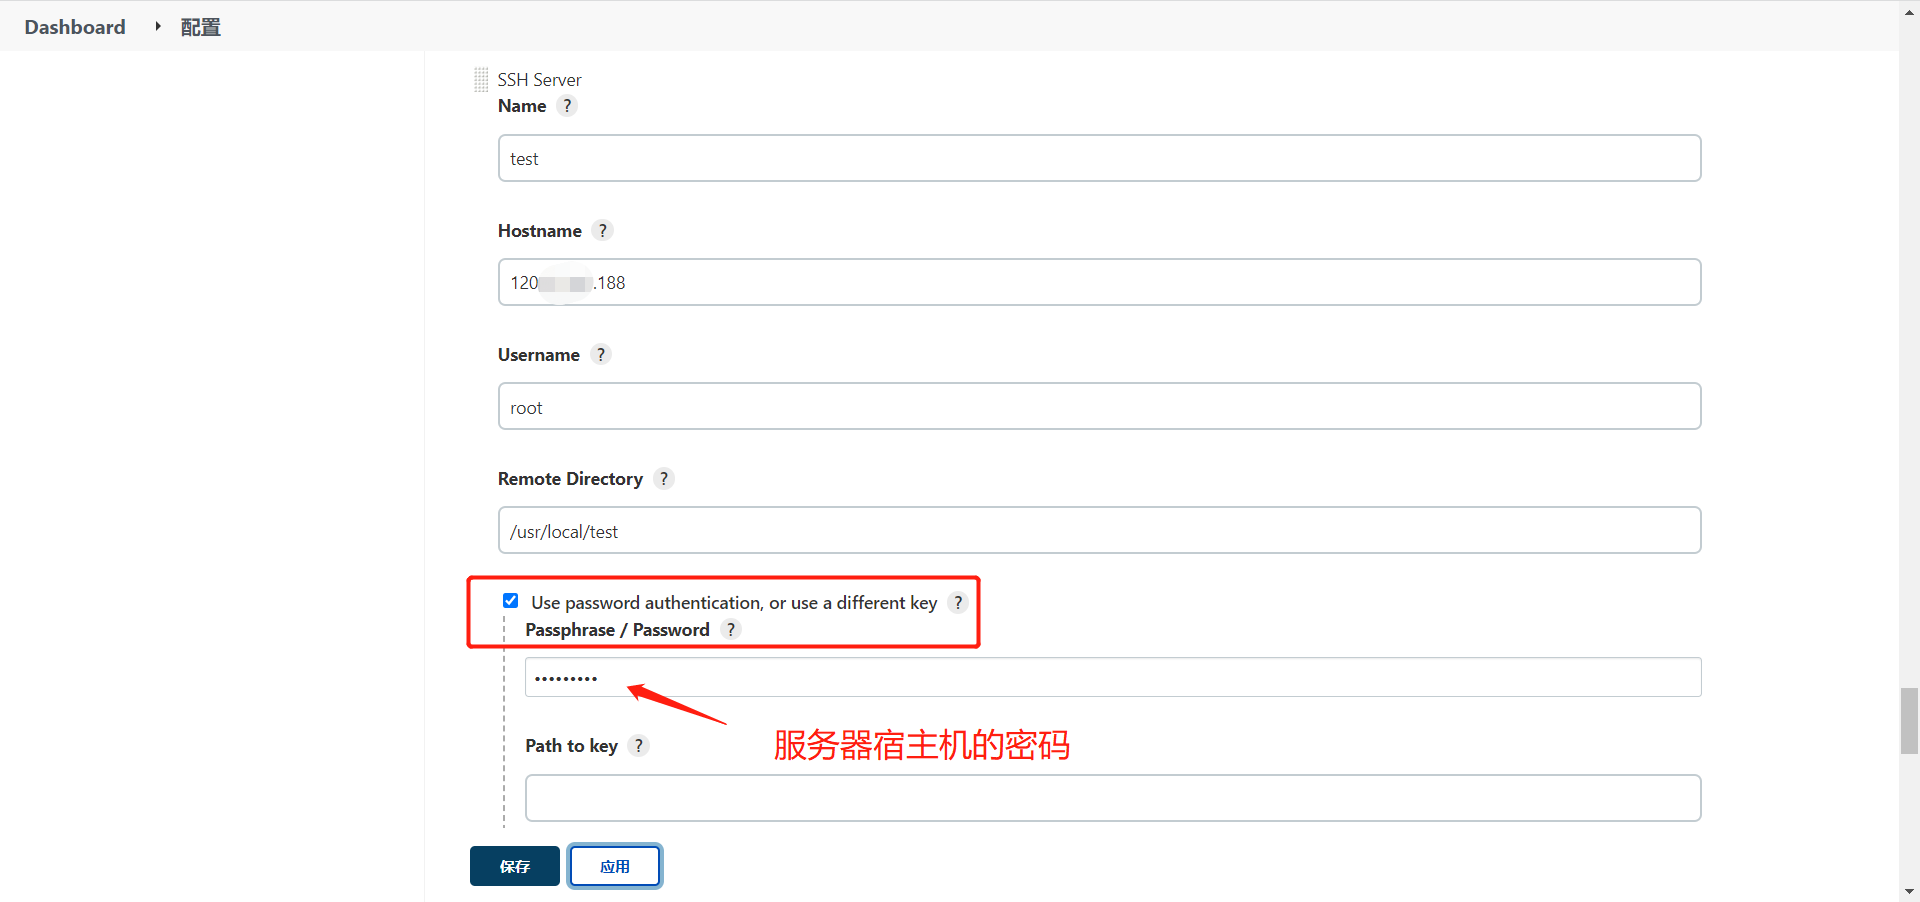 Dashboard 配置
SSH Server
Name ?
test
Hostname ?
120 .188
Username ?
root
Remote Directory ?
/usr/local/test
Use password authentication, or use a different key ?
Passphrase / Password ?
•••••••••
服务器宿主机的密码
Path to key ?
保存 应用